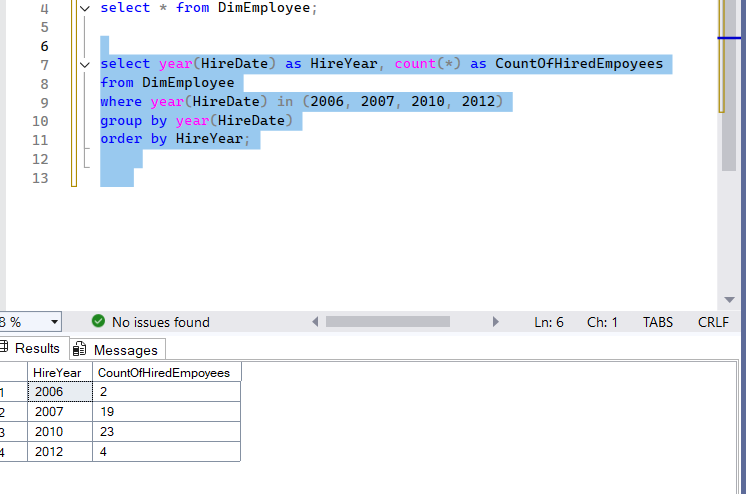 4 select * from DimEmployee;
5
6
7 select year(HireDate) as HireYear, count(*) as CountOfHiredEmpoyees
8 from DimEmployee
9 where year(HireDate) in (2006, 2007, 2010, 2012)
10 group by year(HireDate)
11 order by HireYear;
12
13
8 % No issues found Ln: 6 Ch: 1 TABS CRLF
Results Messages
HireYear CountOfHiredEmpoyees
1 2006 2
2 2007 19
3 2010 23
4 2012 4